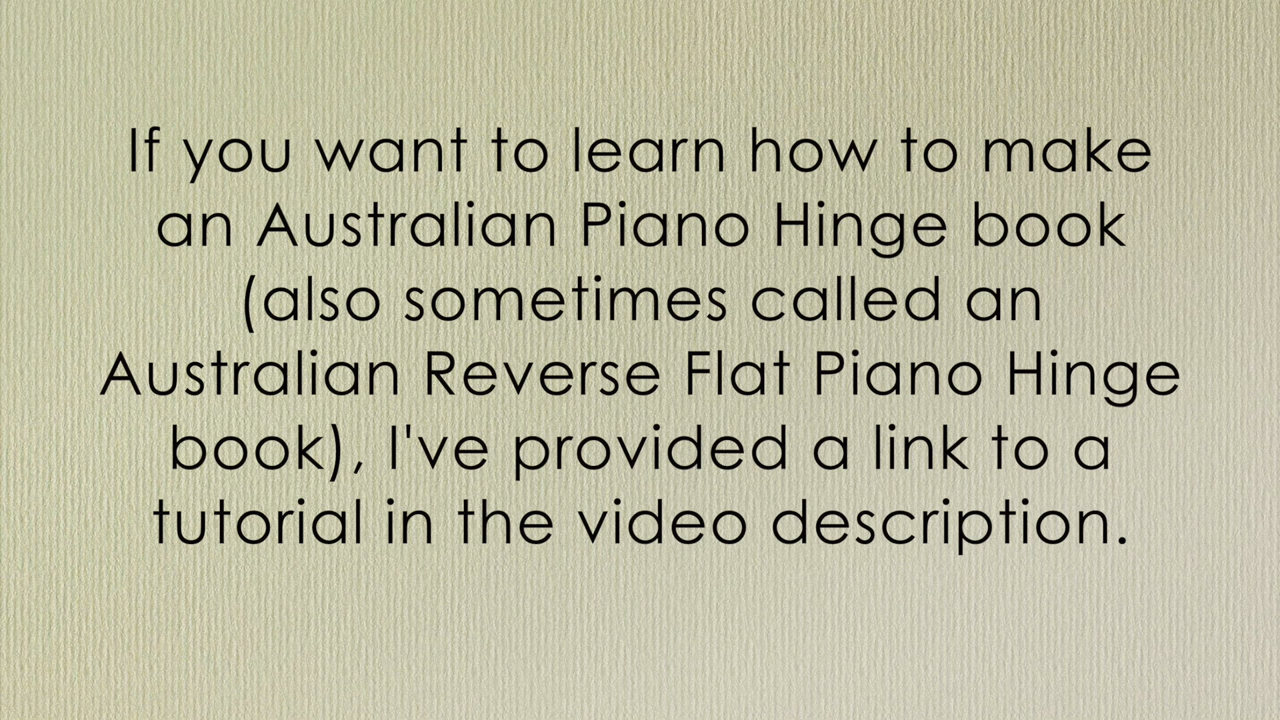 If you want to learn how to make
an Australian Piano Hinge book
(also sometimes called an
Australian Reverse Flat Piano Hinge
book), I've provided a link to a
tutorial in the video description.